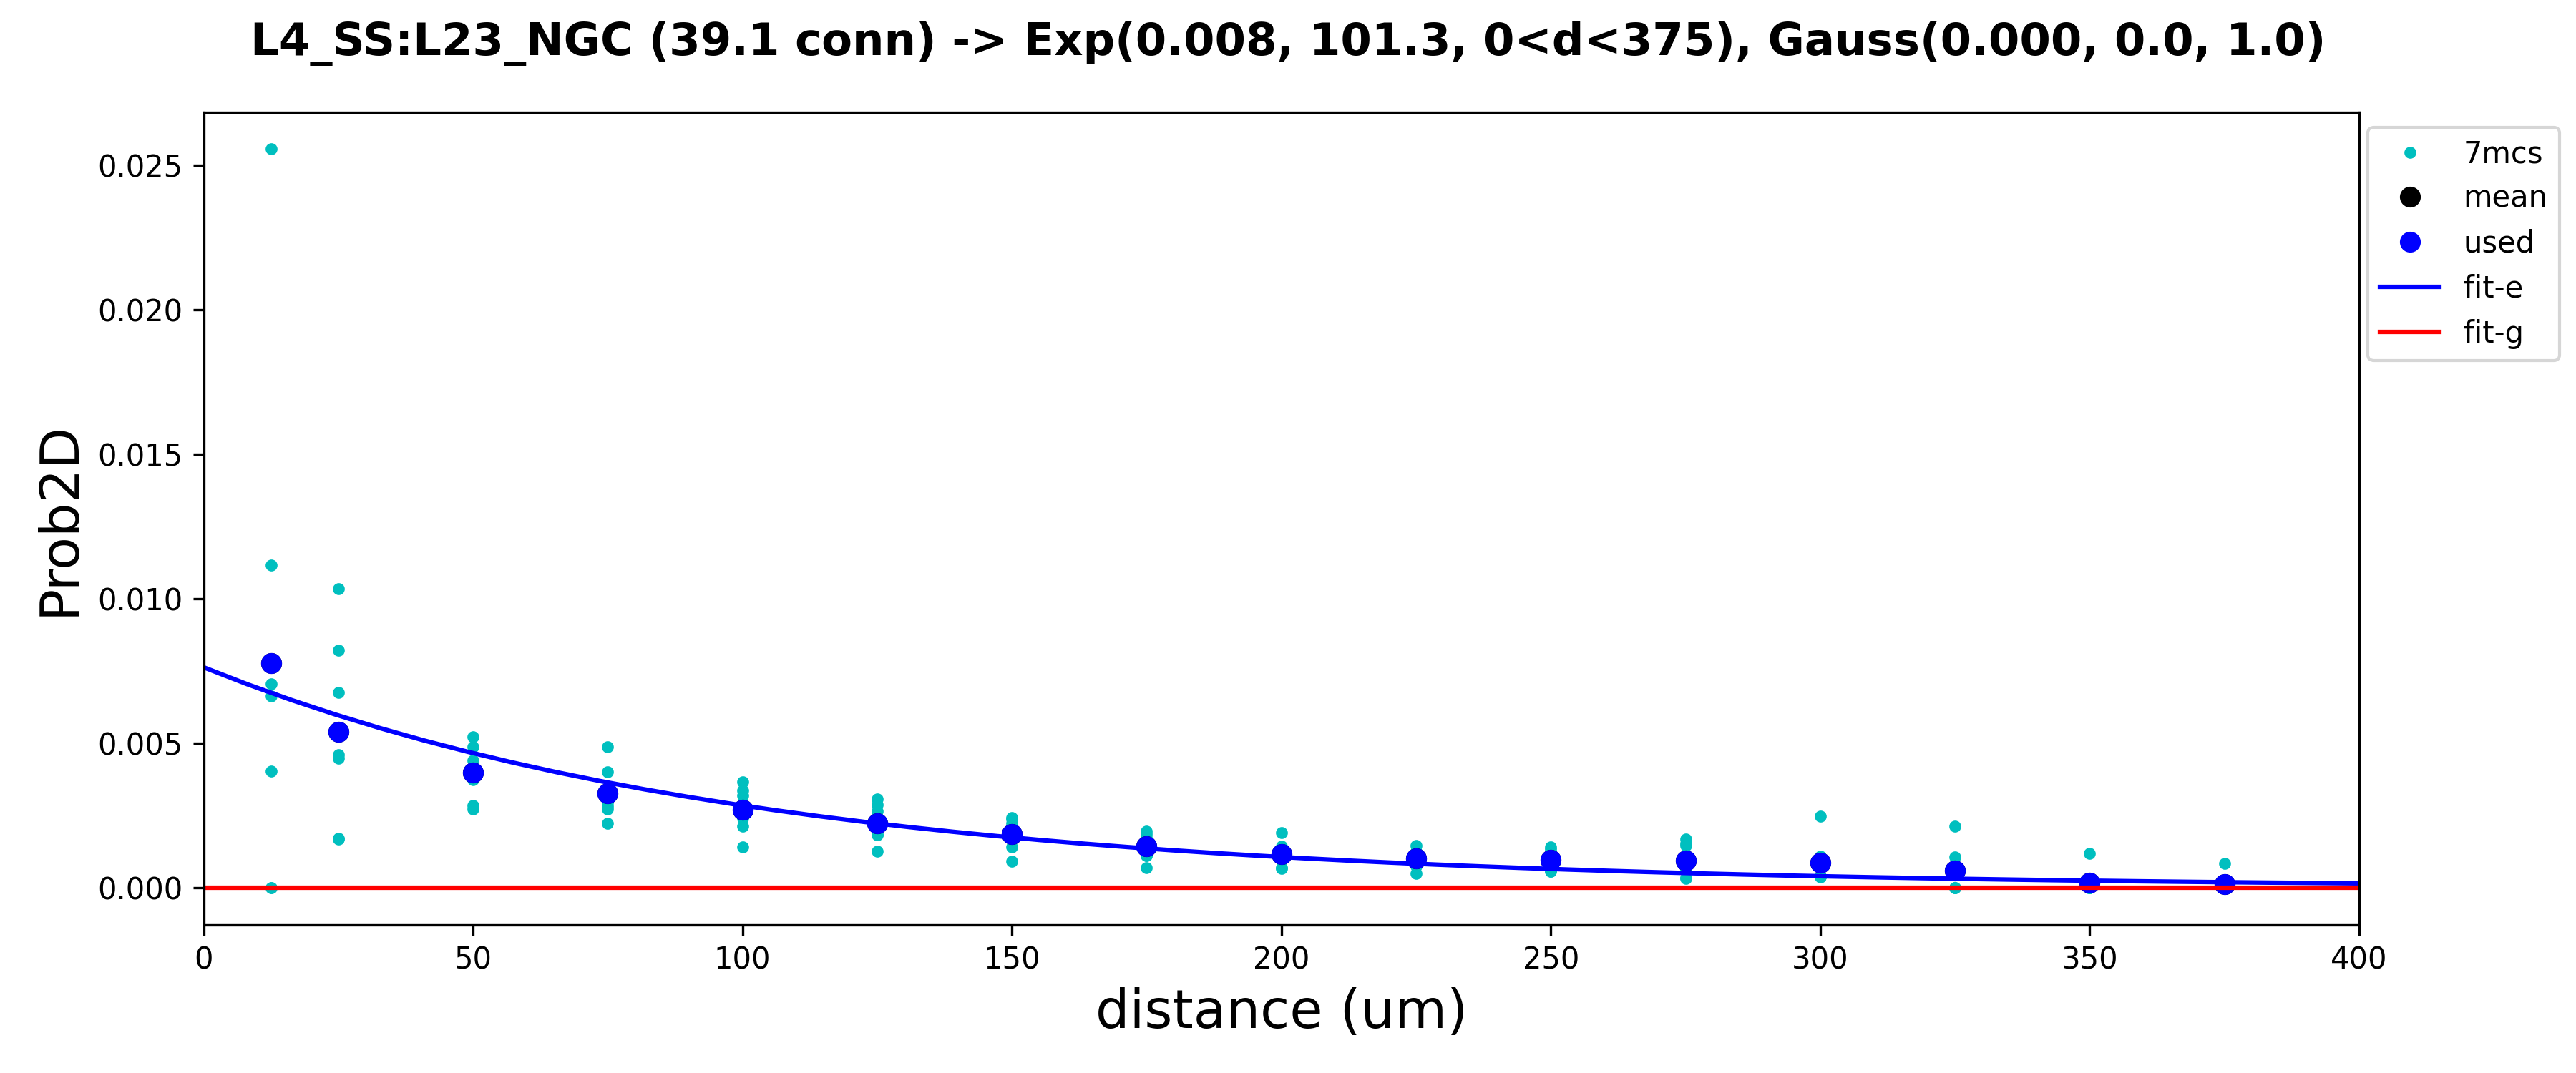 L4_SS:L23_NGC (39.1 conn) -> Exp(0.008, 101.3, 0<d<375), Gauss(0.000, 0.0, 1.0)
0.025
0.020
0.015
0.010
0.005
0.000
Prob2D
0 50 100 150 200 250 300 350 400
distance (um)
7mcs
mean
used
fit-e
fit-g